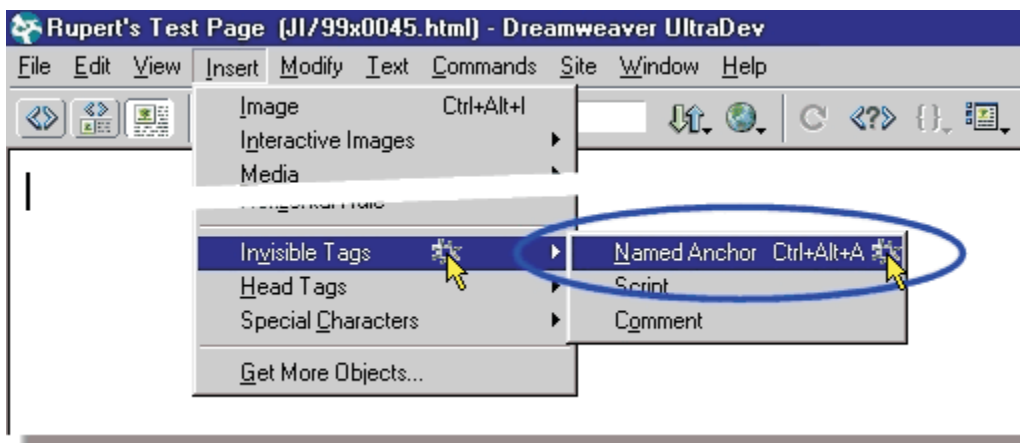 Rupert's Test Page (JI/99x0045.html) - Dreamweaver UltraDev
File Edit View Insert Modify Text Commands Site Window Help
Image Ctrl+Alt+I
Interactive Images
Media
Invisible Tags
Named Anchor Ctrl+Alt+A
Head Tags
Script
Special Characters
Comment
Get More Objects...